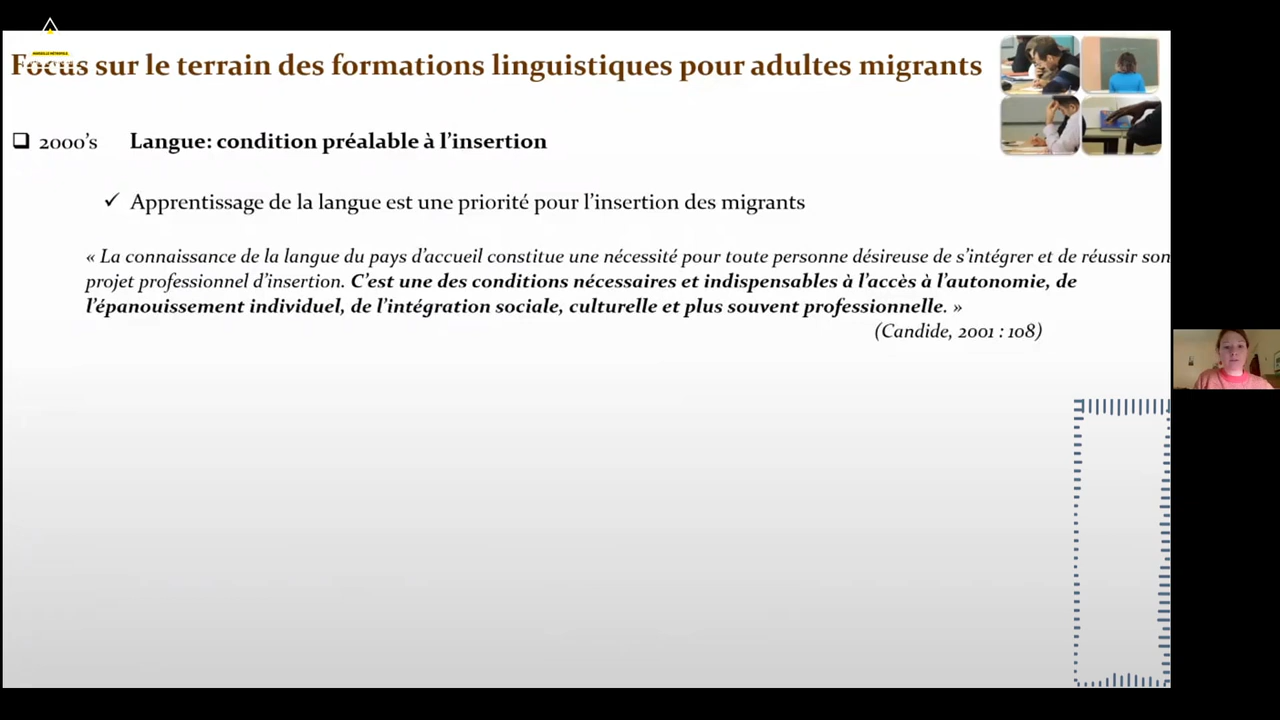 Focus sur le terrain des formations linguistiques pour adultes migrants
2000's Langue: condition préalable à l'insertion
Apprentissage de la langue est une priorité pour l'insertion des migrants
« La connaissance de la langue du pays d'accueil constitue une nécessité pour toute personne désireuse de s'intégrer et de réussir son
projet professionnel d'insertion. C'est une des conditions nécessaires et indispensables à l'accès à l'autonomie, de
l'épanouissement individuel, de l'intégration sociale, culturelle et plus souvent professionnelle. »
(Candide, 2001 : 108)